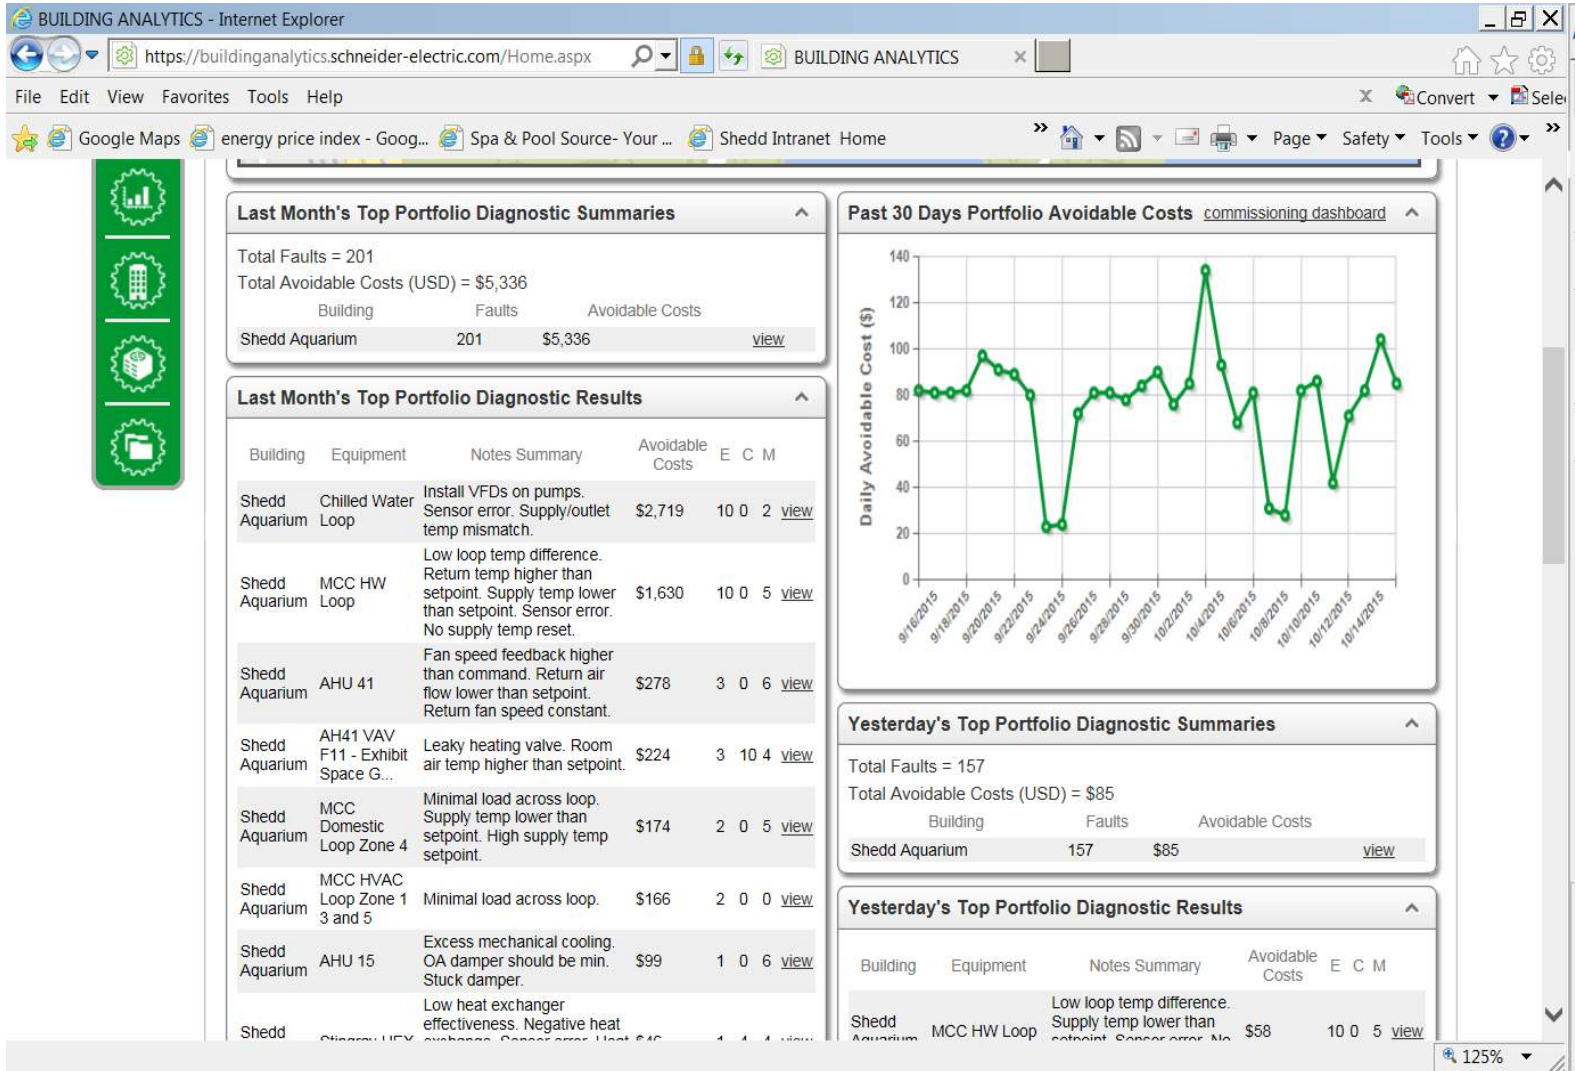 BUILDING ANALYTICS - Internet Explorer
https://buildinganalytics.schneider-electric.com/Home.aspx
BUILDING ANALYTICS
File Edit View Favorites Tools Help
Convert
Google Maps energy price index - Goog... Spa & Pool Source- Your ... Shedd Intranet Home
Page Safety Tools
Last Month's Top Portfolio Diagnostic Summaries
Total Faults = 201
Total Avoidable Costs (USD) = $5,336
Building Faults Avoidable Costs
Shedd Aquarium 201 $5,336 view
Last Month's Top Portfolio Diagnostic Results
Building Equipment Notes Summary Avoidable Costs E C M
Shedd Aquarium
Chilled Water Loop
Install VFDs on pumps.
Sensor error. Supply/outlet
temp mismatch.
$2,719 10 0 2 view
Shedd Aquarium
MCC HW Loop
Low loop temp difference.
Return temp higher than
setpoint. Supply temp lower
than setpoint. Sensor error.
No supply temp reset.
$1,630 10 0 5 view
Shedd Aquarium
AHU 41
Fan speed feedback higher
than command. Return air
flow lower than setpoint.
Return fan speed constant.
$278 3 0 6 view
Shedd Aquarium
AH41 VAV
F11 - Exhibit
Space G...
Leaky heating valve. Room
air temp higher than setpoint.
$224 3 10 4 view
Shedd Aquarium
MCC
Domestic
Loop Zone 4
Minimal load across loop.
Supply temp lower than
setpoint. High supply temp
setpoint.
$174 2 0 5 view
Shedd Aquarium
MCC HVAC
Loop Zone 1
3 and 5
Minimal load across loop.
$166 2 0 0 view
Shedd Aquarium
AHU 15
Excess mechanical cooling.
OA damper should be min.
Stuck damper.
$99 1 0 6 view
Shedd
Low heat exchanger
effectiveness. Negative heat
Past 30 Days Portfolio Avoidable Costs commissioning dashboard
Daily Avoidable Cost ($)
140
120
100
80
60
40
20
0
9/16/2015
9/18/2015
9/20/2015
9/22/2015
9/24/2015
9/26/2015
9/28/2015
9/30/2015
10/2/2015
10/4/2015
10/6/2015
10/8/2015
10/10/2015
10/12/2015
10/14/2015
Yesterday's Top Portfolio Diagnostic Summaries
Total Faults = 157
Total Avoidable Costs (USD) = $85
Building Faults Avoidable Costs
Shedd Aquarium 157 $85 view
Yesterday's Top Portfolio Diagnostic Results
Building Equipment Notes Summary Avoidable Costs E C M
Shedd
MCC HW Loop
Low loop temp difference.
Supply temp lower than
$58 10 0 5 view
125%